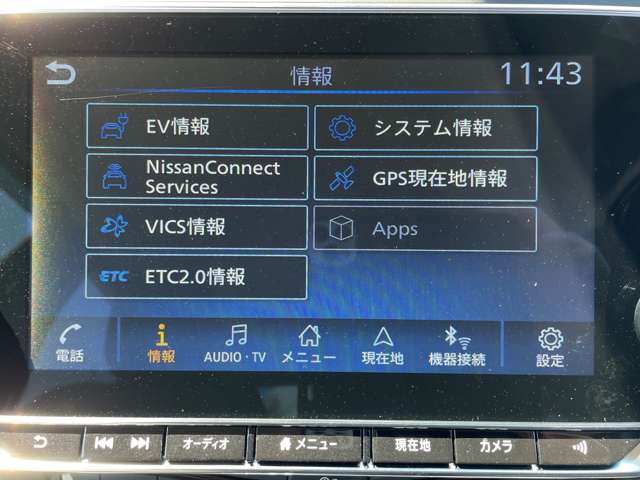 情報
11:43
EV情報
システム情報
NissanConnect
Services
GPS現在地情報
VICS情報
Apps
ETC
ETC2.0情報
電話
情報
AUDIO・TV
メニュー
現在地
機器接続
設定
オーディオ
メニュー
現在地
カメラ